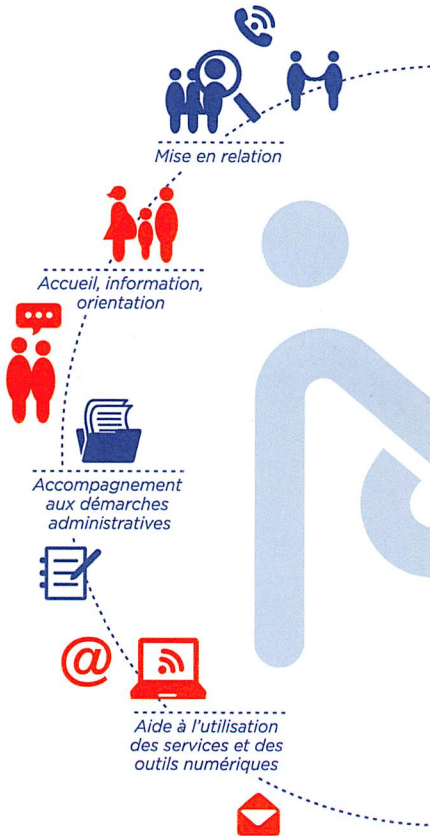 Mise en relation
Accueil, information,
orientation
Accompagnement
aux démarches
administratives
@
Aide à l'utilisation
des services et des
outils numériques